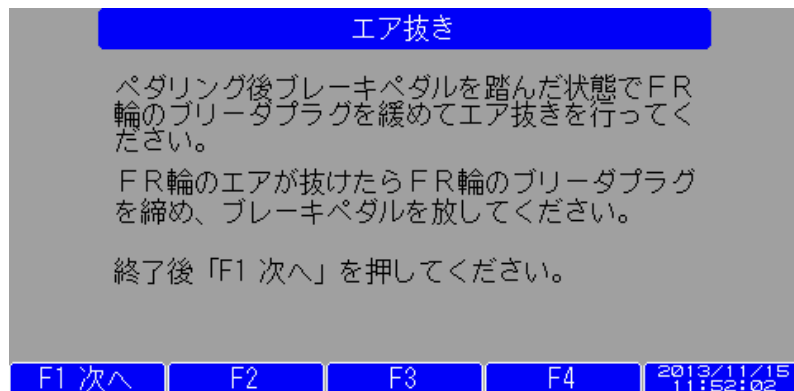 エア抜き
ペダリング後ブレーキペダルを踏んだ状態でＦＲ
輪のブリーダプラグを緩めてエア抜きを行ってく
ださい。
ＦＲ輪のエアが抜けたらＦＲ輪のブリーダプラグ
を締め、ブレーキペダルを放してください。
終了後「F1 次へ」を押してください。
F1 次へ
F2
F3
F4
2013/11/15
11:52:02